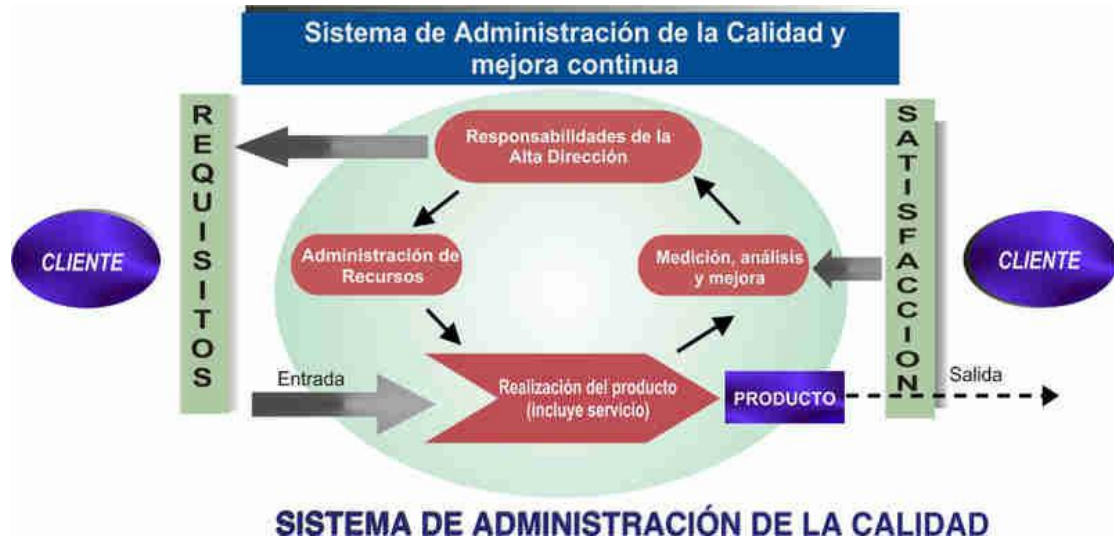 Sistema de Administración de la Calidad y
mejora continua
REQUISITOS
SATISFACCION
Responsabilidades de la
Alta Dirección
CLIENTE
Administración de
Recursos
Medición, análisis
y mejora
CLIENTE
Entrada
Realización del producto
(incluye servicio)
PRODUCTO
Salida
SISTEMA DE ADMINISTRACIÓN DE LA CALIDAD